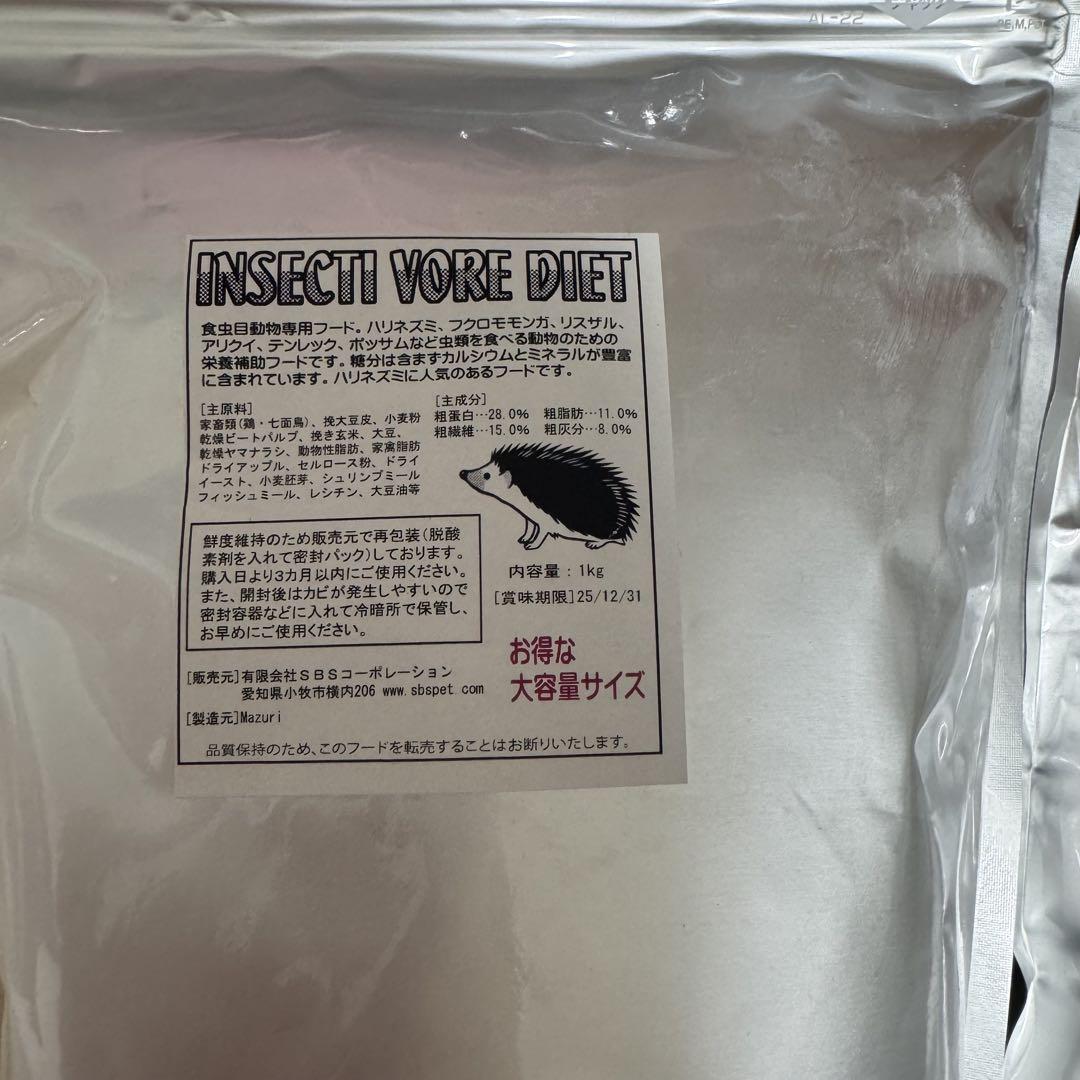 AL-22
INSECTI VORE DIET
食虫目動物専用フード。ハリネズミ、フクロモモンガ、リスザル、
アリクイ、テンレック、ポッサムなど虫類を食べる動物のための
栄養補助フードです。糖分は含まずカルシウムとミネラルが豊富
に含まれています。ハリネズミに人気のあるフードです。
[主原料]
家畜類(鶏・七面鳥)、挽大豆皮、小麦粉
乾燥ビートパルプ、挽き玄米、大豆、
乾燥ヤマナラシ、動物性脂肪、家禽脂肪
ドライアップル、セルロース粉、ドライ
イースト、小麦胚芽、シュリンプミール
フィッシュミール、レシチン、大豆油等
[主成分]
粗蛋白…28.0% 粗脂肪…11.0%
粗繊維…15.0% 粗灰分…8.0%
鮮度維持のため販売元で再包装(脱酸
素剤を入れて密封パック)しております。
購入日より3カ月以内にご使用ください。
また、開封後はカビが発生しやすいので
密封容器などに入れて冷暗所で保管し、
お早めにご使用ください。
内容量:1kg
[賞味期限]25/12/31
お得な
大容量サイズ
[販売元]有限会社SBSコーポレーション
愛知県小牧市横内206 www.sbspet.com
[製造元]Mazuri
品質保持のため、このフードを転売することはお断りいたします。